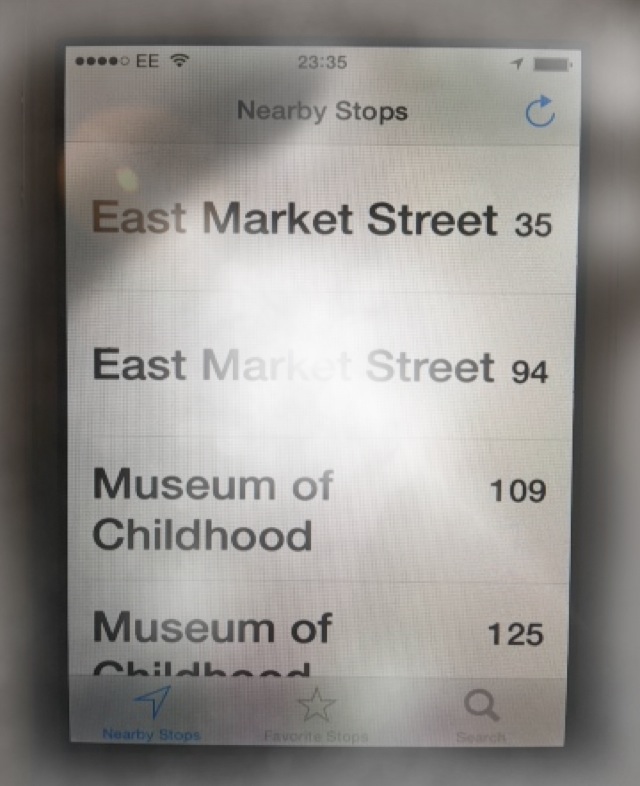 EE 23:35
Nearby Stops
East Market Street 35
East Market Street 94
Museum of 109
Childhood
Museum of 125
Childhood
Nearby Stops Favorite Stops Search